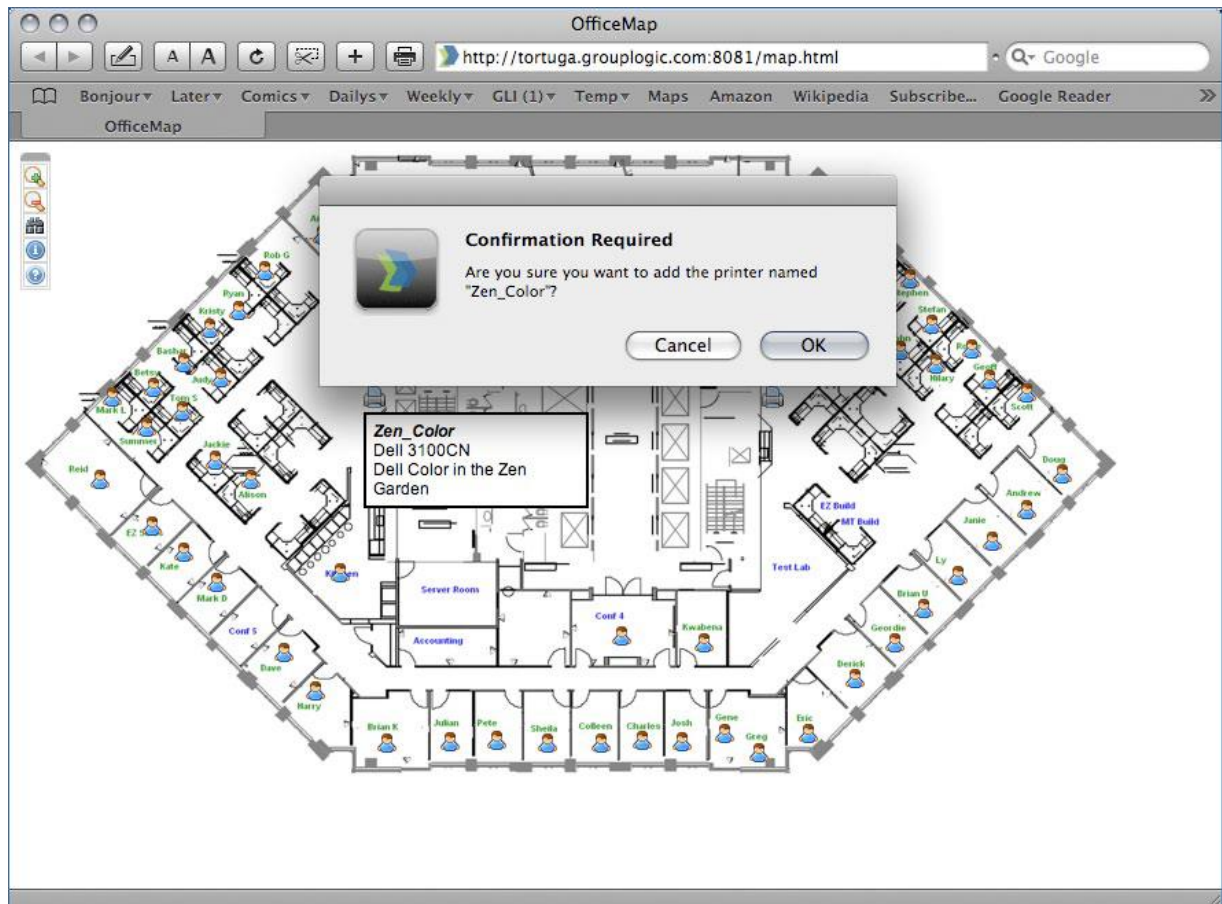 OfficeMap
A A
http://tortuga.grouplogic.com:8081/map.html
Google
Bonjour Later Comics Dailys Weekly GLI (1) Temp Maps Amazon Wikipedia Subscribe... Google Reader
OfficeMap
Confirmation Required
Are you sure you want to add the printer named
"Zen_Color"?
Cancel OK
Zen_Color
Dell 3100CN
Dell Color in the Zen
Garden
Rob G
Ryan
Kristy
Bashar
Betsy
Judy
Mark L
Tom S
Summer
Jackie
Reid
Alison
Kate
Mark D
Conf 5
Dave
Harry
Server Room
Accounting
Conf 4
Kwabena
Brian K
Julian
Pete
Sheila
Colleen
Charles
Josh
Gene
Greg
Eric
Stefan
Hilary
Geoff
Scott
Doug
Andrew
Janie
Ly
Brian U
Geordie
Derick
EZ Build
MT Build
Test Lab